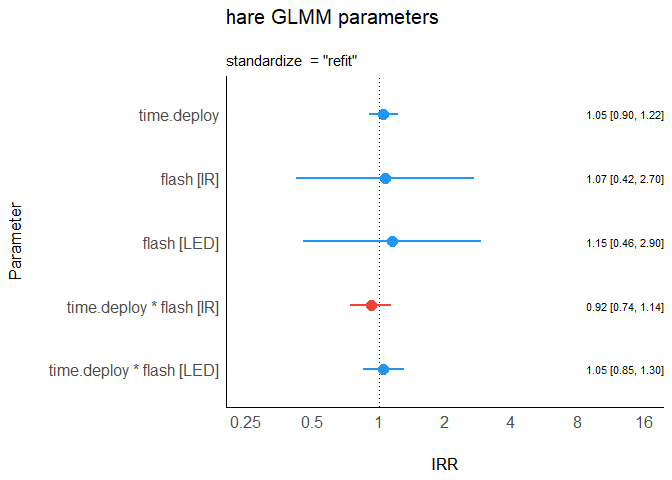 hare GLMM parameters
standardize = "refit"
Parameter
time.deploy
1.05 [0.90, 1.22]
flash [IR]
1.07 [0.42, 2.70]
flash [LED]
1.15 [0.46, 2.90]
time.deploy * flash [IR]
0.92 [0.74, 1.14]
time.deploy * flash [LED]
1.05 [0.85, 1.30]
0.25 0.5 1 2 4 8 16
IRR